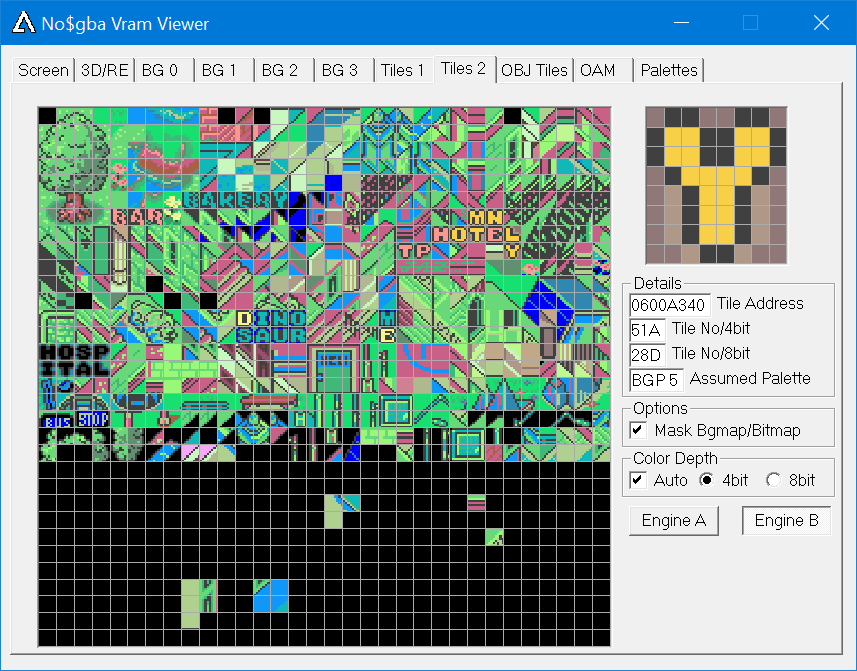 No$gba Vram Viewer
Screen 3D/RE BG 0 BG 1 BG 2 BG 3 Tiles 1 Tiles 2 OBJ Tiles OAM Palettes
BAKERY
BAR
MN
HOTEL
TP Y
DINO M
SAUR B
HOSP
ITAL
BUS STOP
Details
0600A340 Tile Address
51A Tile No/4bit
28D Tile No/8bit
BGP 5 Assumed Palette
Options
Mask Bgmap/Bitmap
Color Depth
Auto 4bit 8bit
Engine A Engine B